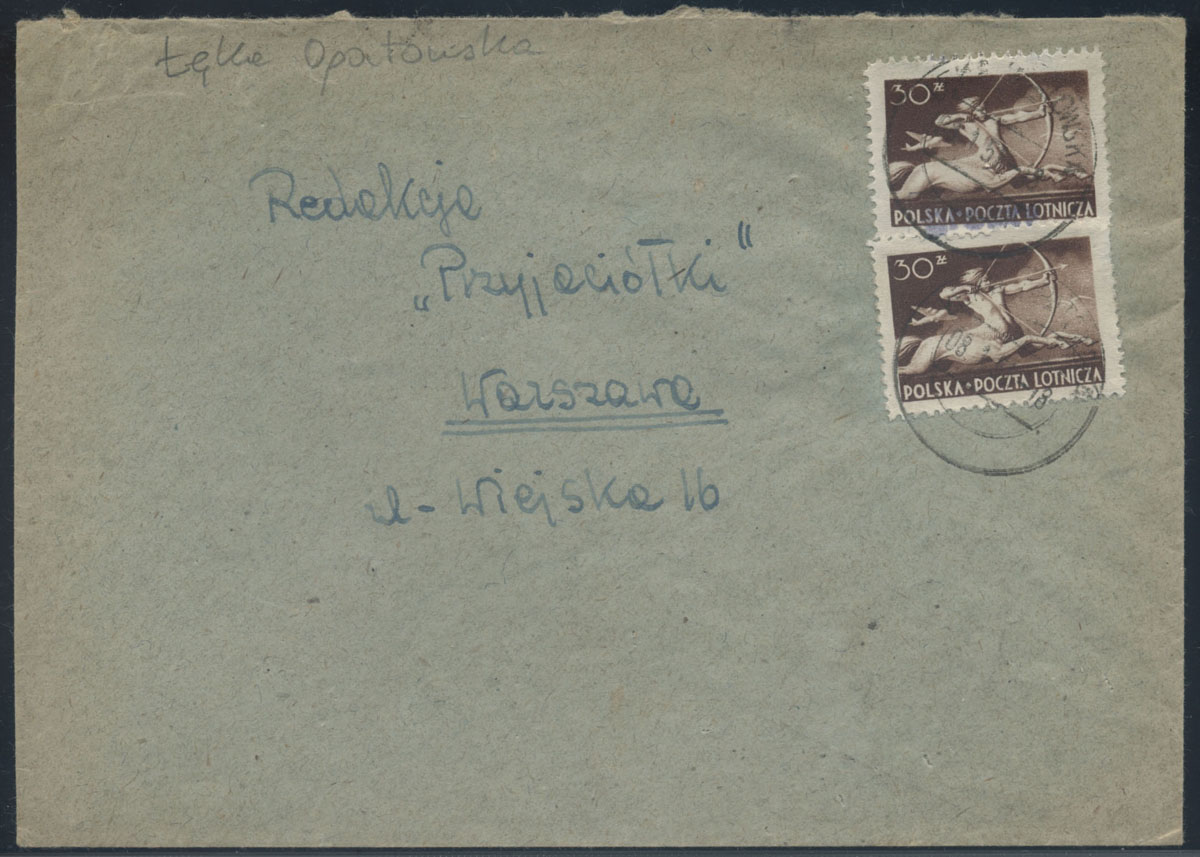 Łęka Opatowska
30 zł
POLSKA · POCZTA LOTNICZA
30 zł
POLSKA · POCZTA LOTNICZA
Redakcja
„Przyjaciółki”
Warszawa
ul - Wiejska 16